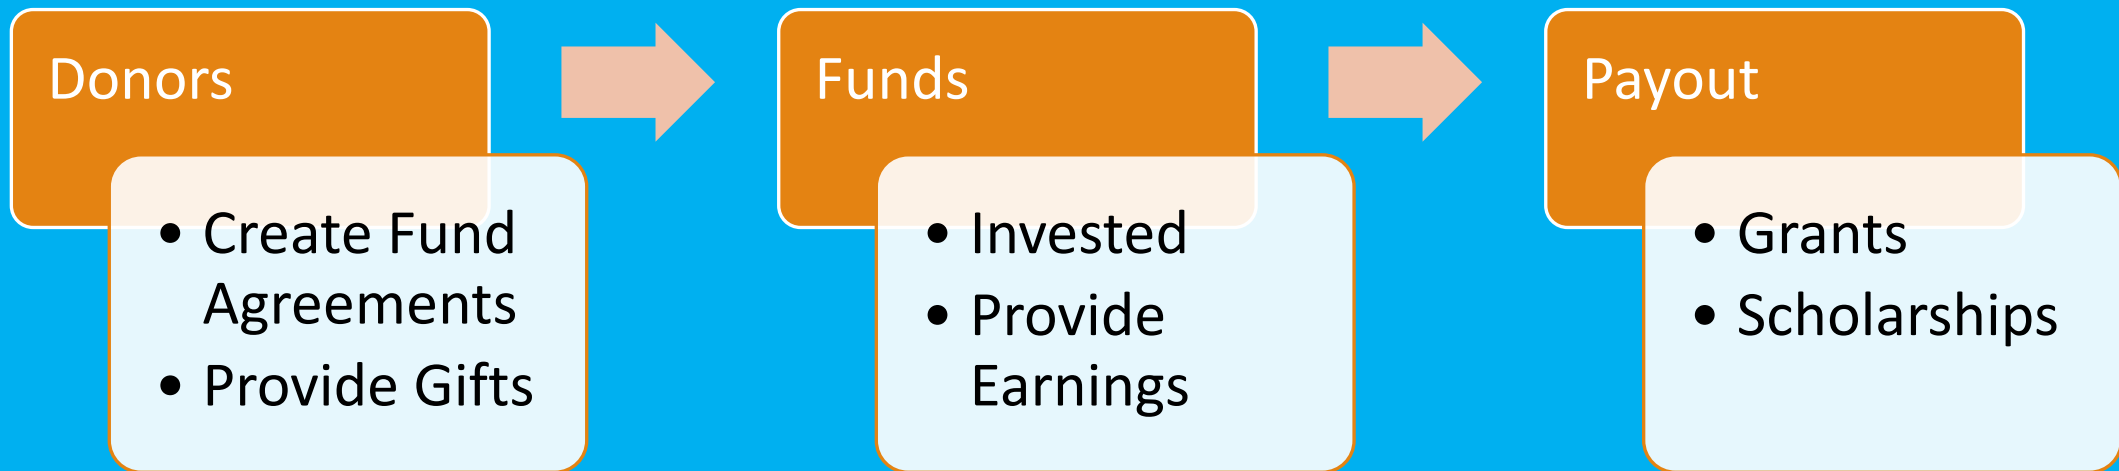 Donors
• Create Fund
Agreements
• Provide Gifts
Funds
• Invested
• Provide
Earnings
Payout
• Grants
• Scholarships